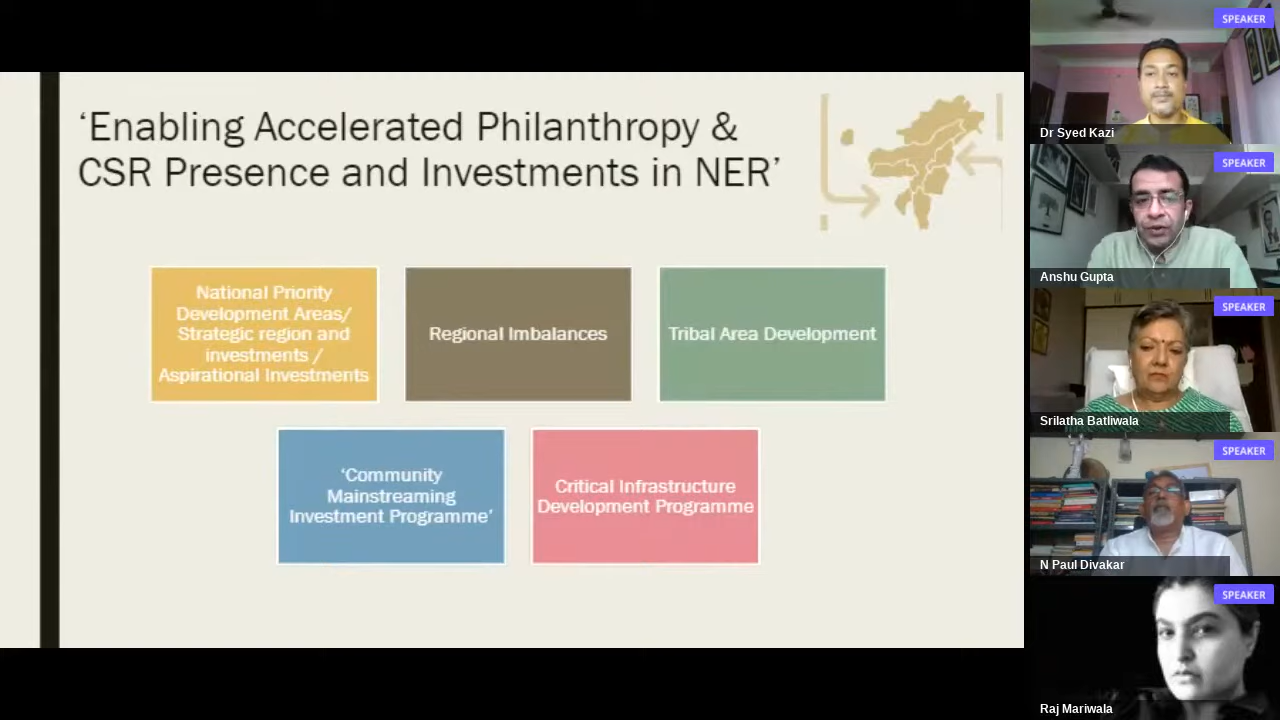 ‘Enabling Accelerated Philanthropy &
CSR Presence and Investments in NER’
National Priority
Development Areas/
Strategic region and
investments /
Aspirational Investments
Regional Imbalances
Tribal Area Development
‘Community
Mainstreaming
Investment Programme’
Critical Infrastructure
Development Programme
SPEAKER
Dr Syed Kazi
SPEAKER
Anshu Gupta
SPEAKER
Srilatha Batliwala
SPEAKER
N Paul Divakar
SPEAKER
Raj Mariwala